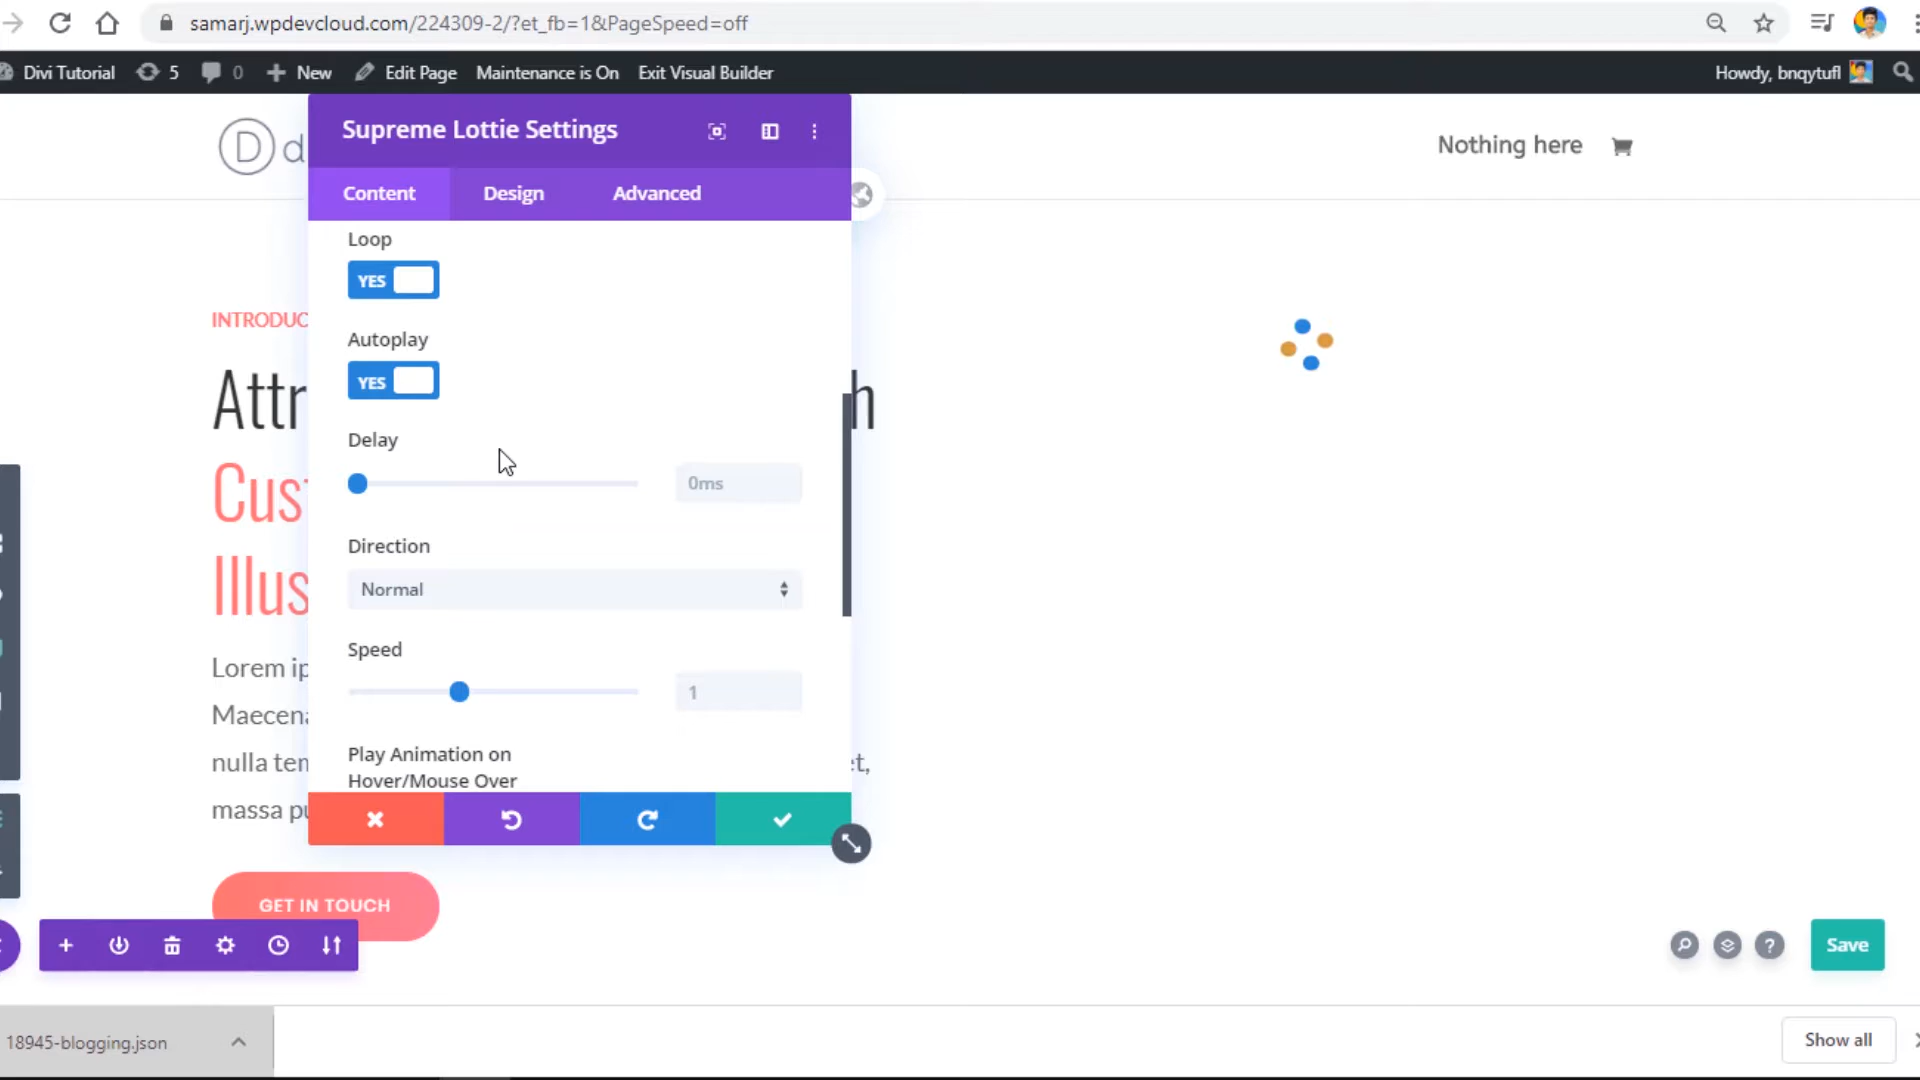 samarj.wpdevcloud.com/224309-2/?et_fb=1&PageSpeed=off
Divi Tutorial 5 0 New Edit Page Maintenance is On Exit Visual Builder Howdy, bnqytufl
D d
Nothing here
Supreme Lottie Settings
Content Design Advanced
Loop
YES
Autoplay
YES
Delay
0ms
Direction
Normal
Speed
1
Play Animation on
Hover/Mouse Over
INTRODUC
Attr h
Cus
Illus
Lorem ip
Maecena
nulla ten et,
massa pu
GET IN TOUCH
Save
18945-blogging.json
Show all